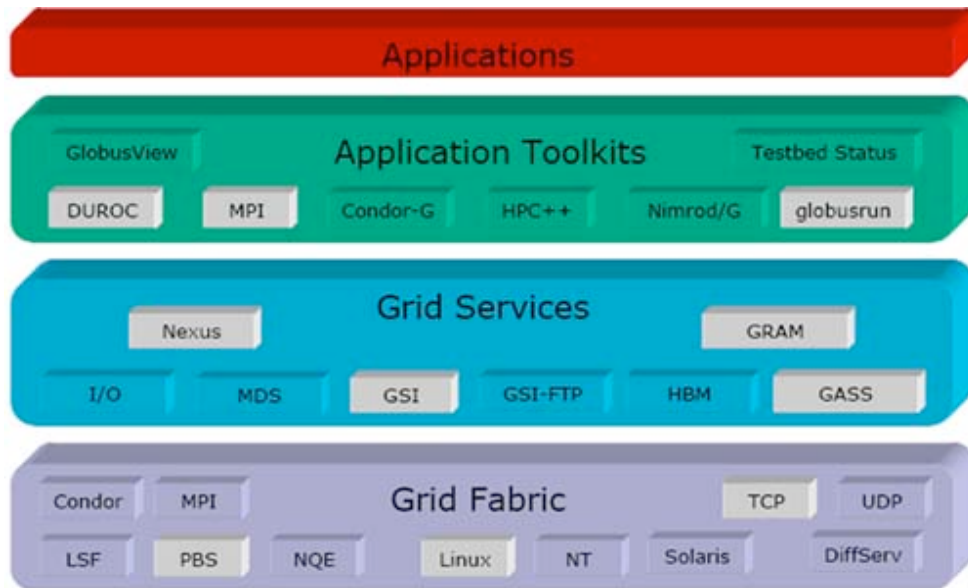 Applications
Application Toolkits
GlobusView
Testbed Status
DUROC
MPI
Condor-G
HPC++
Nimrod/G
globusrun
Grid Services
Nexus
GRAM
I/O
MDS
GSI
GSI-FTP
HBM
GASS
Grid Fabric
Condor
MPI
TCP
UDP
LSF
PBS
NQE
Linux
NT
Solaris
DiffServ